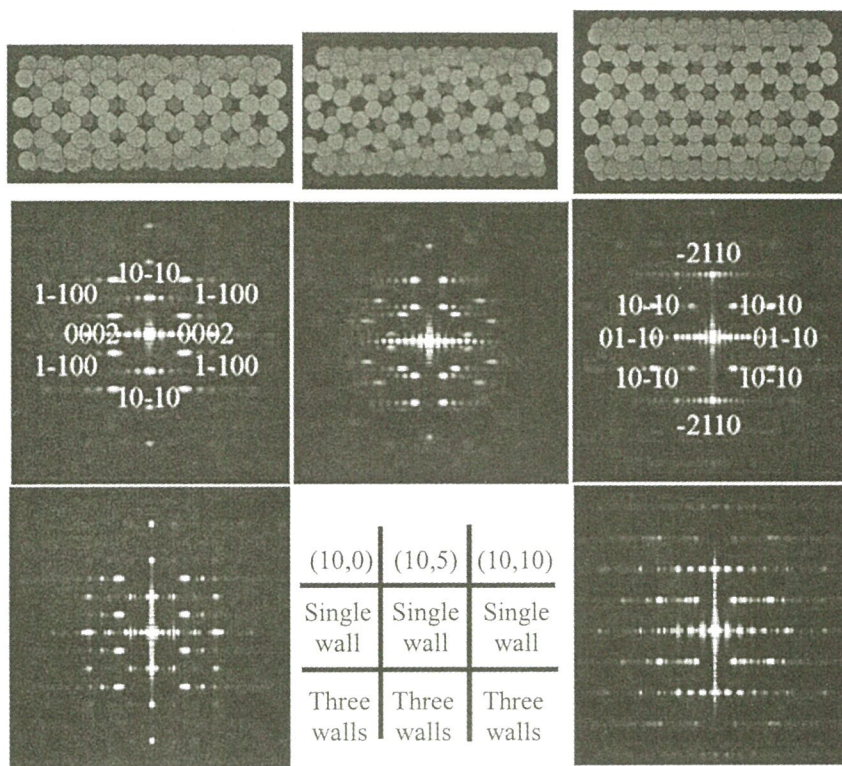 10-10
1-100 1-100
0002 0002
1-100 1-100
10-10
-2110
10-10 10-10
01-10 01-10
10-10 10-10
-2110
(10,0) (10,5) (10,10)
Single Single Single
wall wall wall
Three Three Three
walls walls walls